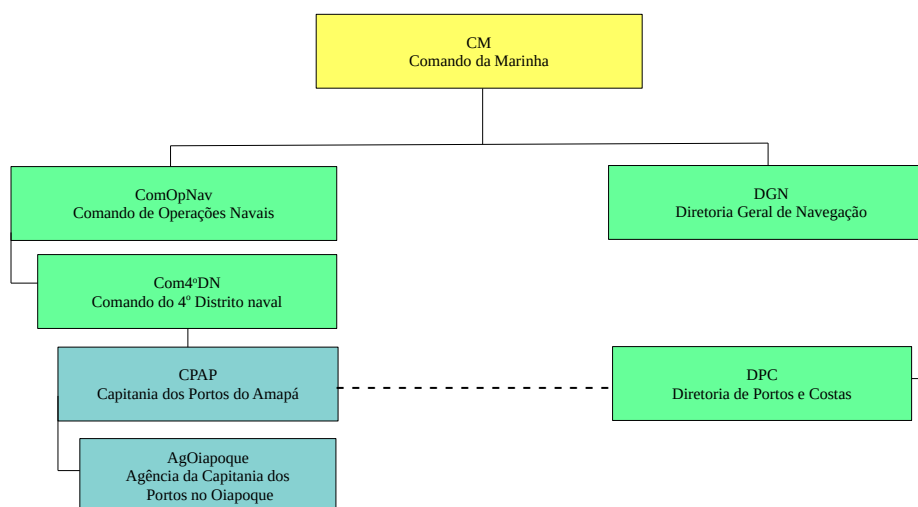 CM
Comando da Marinha
ComOpNav
Comando de Operações Navais
DGN
Diretoria Geral de Navegação
Com4ºDN
Comando do 4º Distrito naval
CPAP
Capitania dos Portos do Amapá
DPC
Diretoria de Portos e Costas
AgOiapoque
Agência da Capitania dos
Portos no Oiapoque